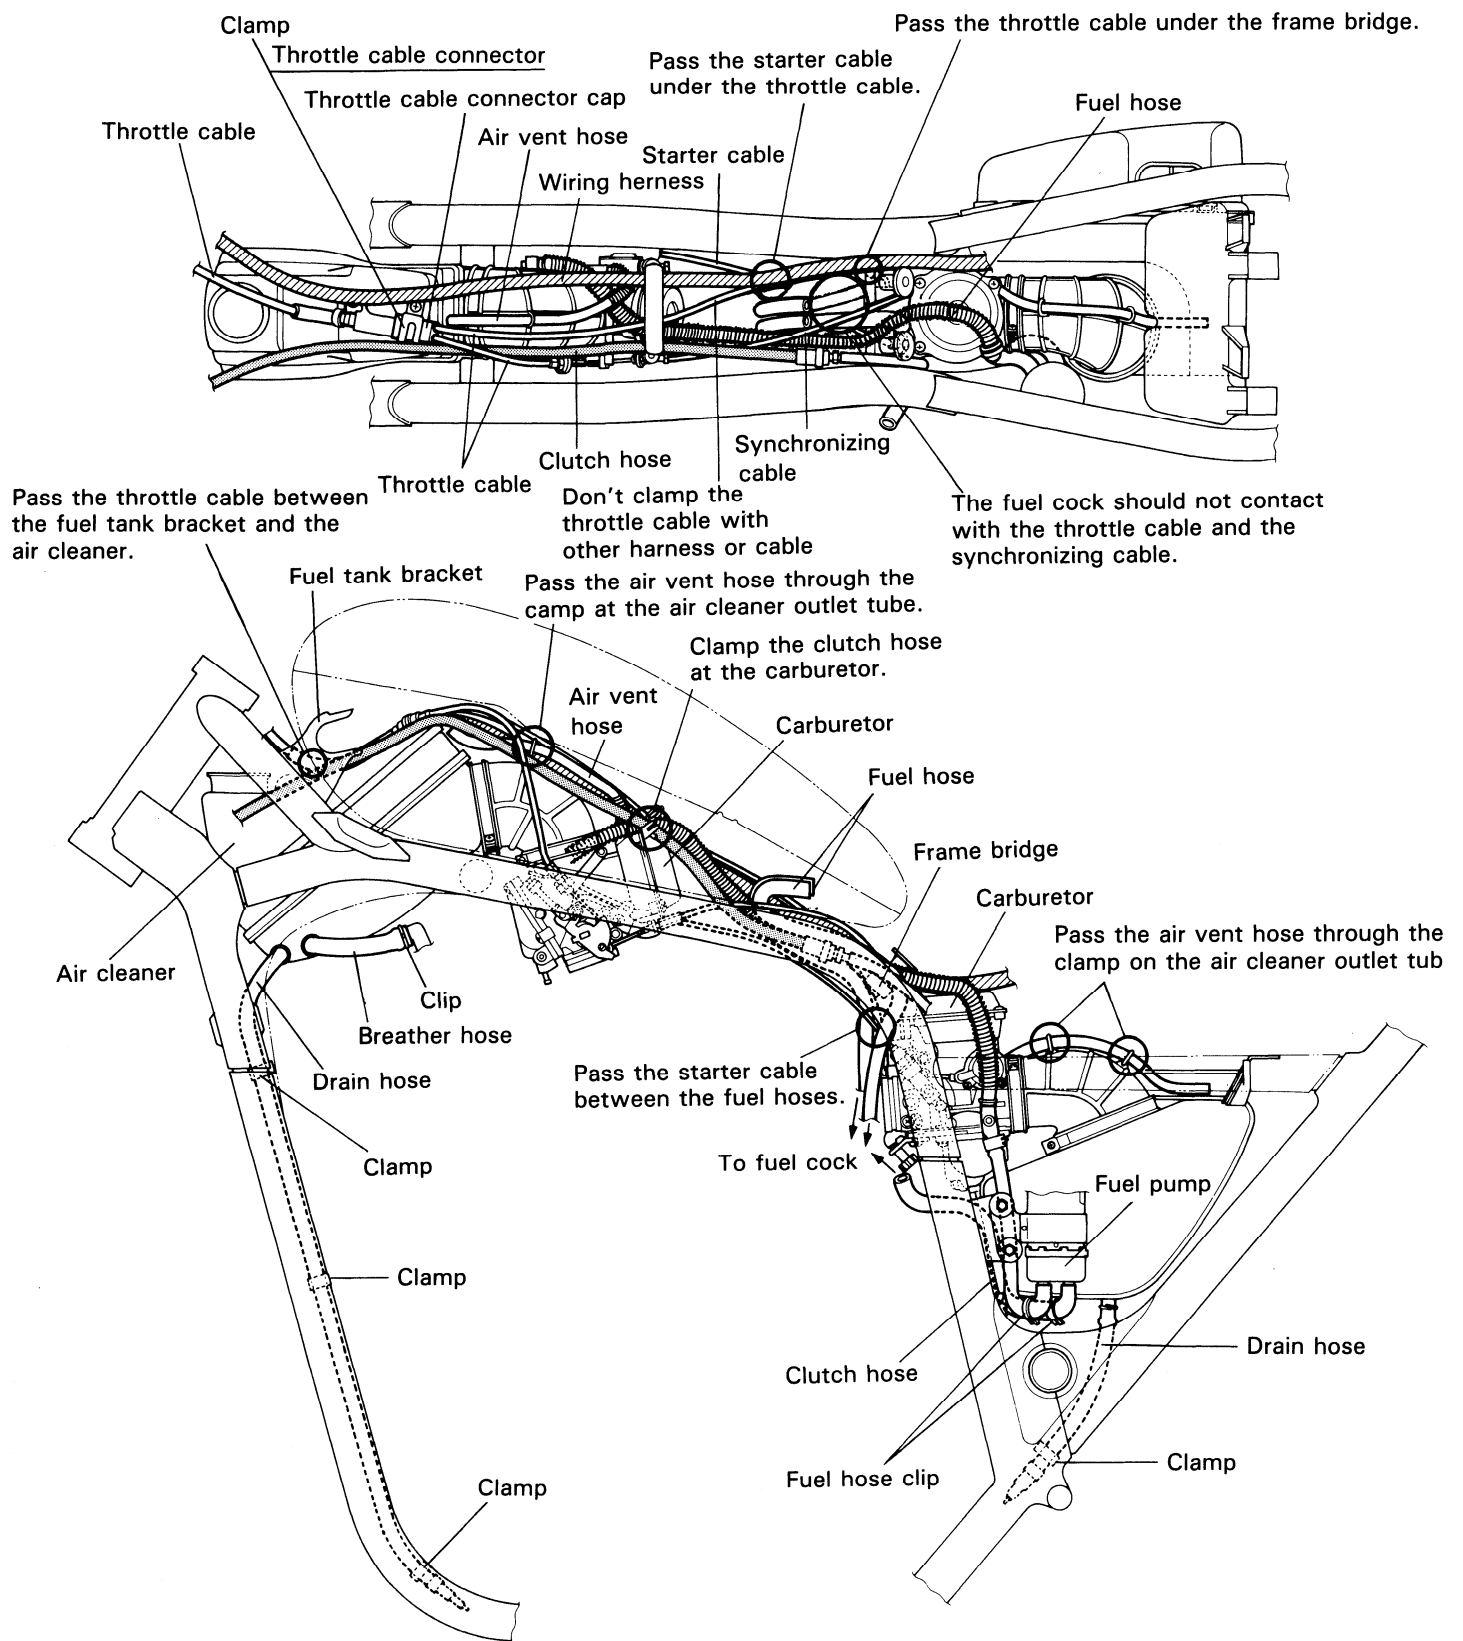 Clamp
Pass the throttle cable under the frame bridge.
Throttle cable connector
Pass the starter cable
under the throttle cable.
Throttle cable connector cap
Fuel hose
Throttle cable
Air vent hose
Starter cable
Wiring herness
Synchronizing
cable
Clutch hose
Throttle cable
Don't clamp the
throttle cable with
other harness or cable
Pass the throttle cable between
the fuel tank bracket and the
air cleaner.
The fuel cock should not contact
with the throttle cable and the
synchronizing cable.
Fuel tank bracket
Pass the air vent hose through the
camp at the air cleaner outlet tube.
Clamp the clutch hose
at the carburetor.
Air vent
hose
Carburetor
Fuel hose
Frame bridge
Carburetor
Pass the air vent hose through the
clamp on the air cleaner outlet tub
Air cleaner
Clip
Breather hose
Drain hose
Pass the starter cable
between the fuel hoses.
Clamp
To fuel cock
Fuel pump
Clamp
Drain hose
Clutch hose
Fuel hose clip
Clamp
Clamp